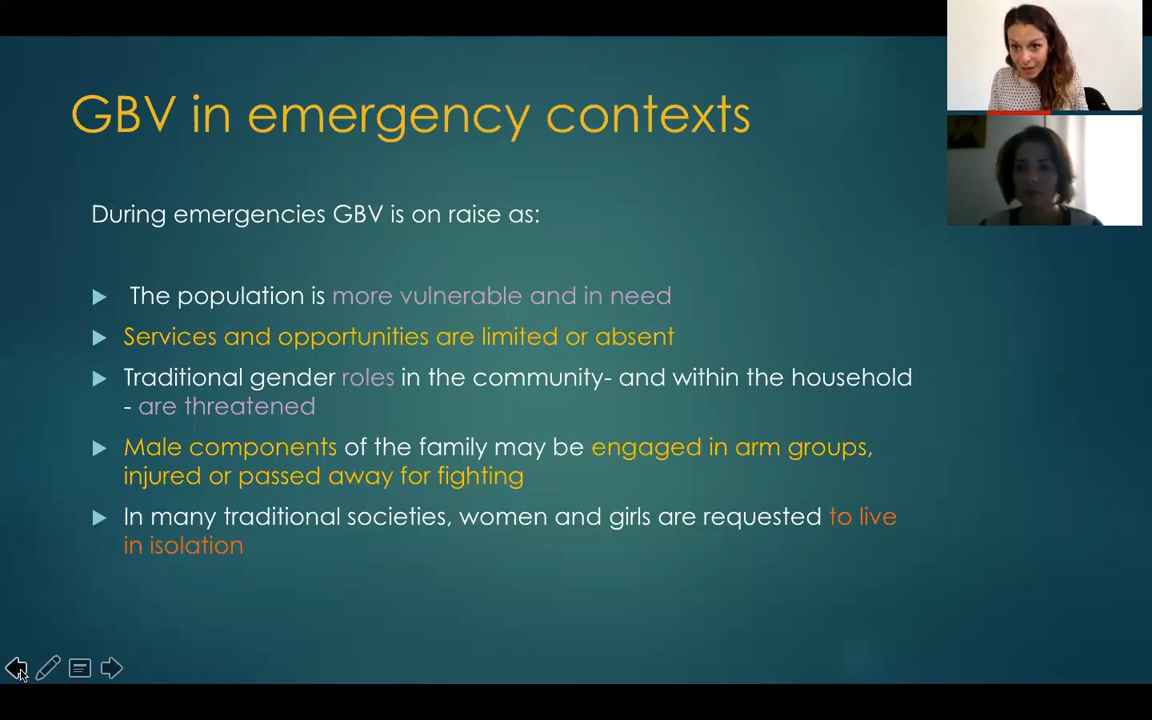 GBV in emergency contexts
During emergencies GBV is on raise as:
The population is more vulnerable and in need
Services and opportunities are limited or absent
Traditional gender roles in the community- and within the household
- are threatened
Male components of the family may be engaged in arm groups,
injured or passed away for fighting
In many traditional societies, women and girls are requested to live
in isolation